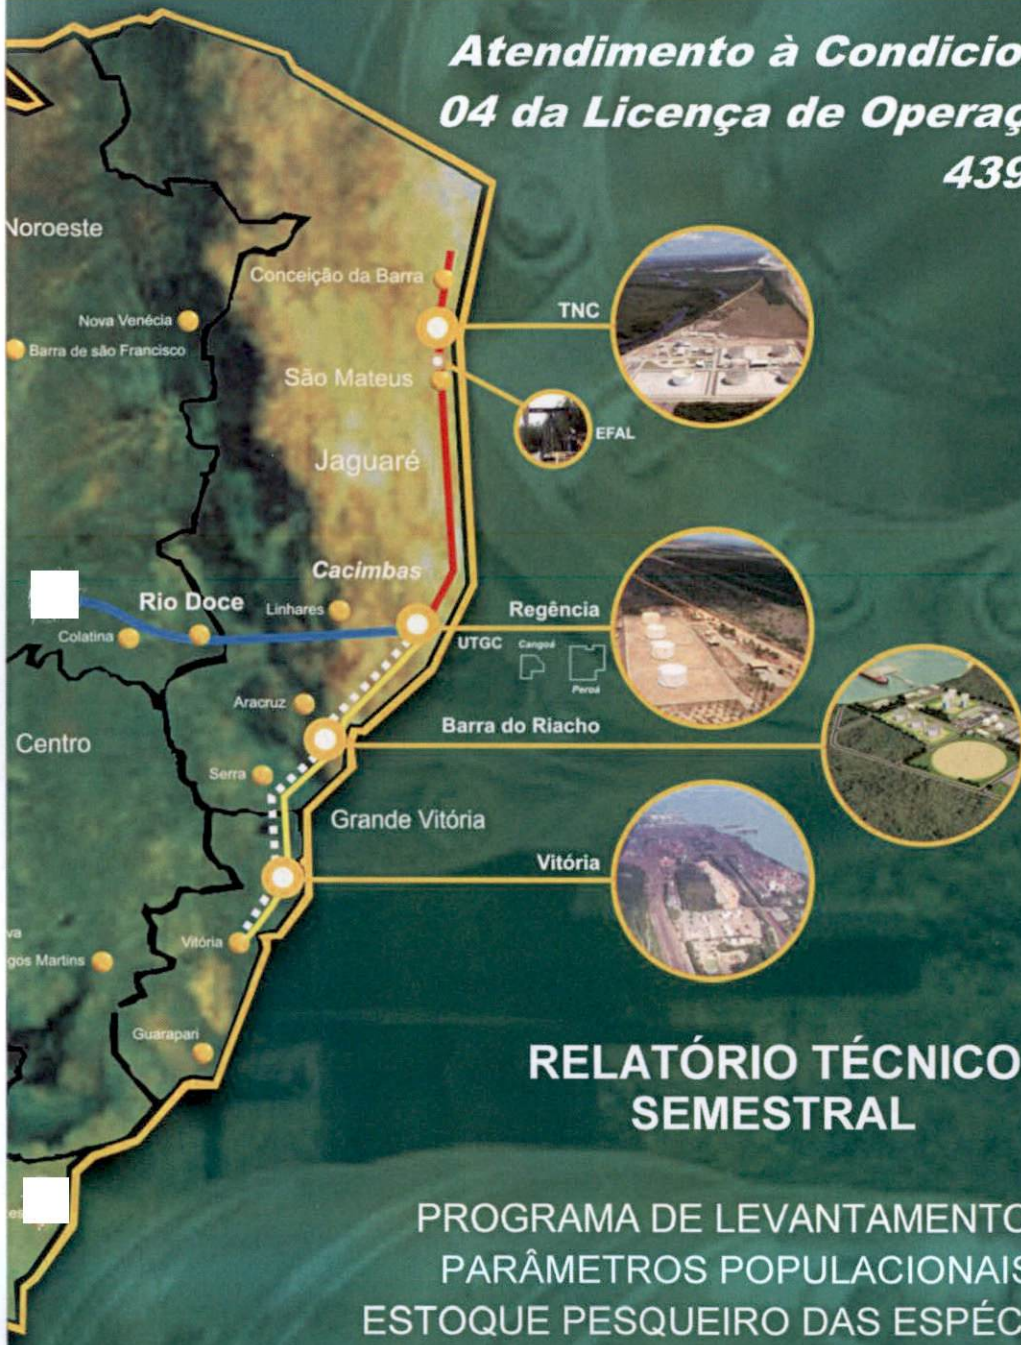 Atendimento à Condicio
04 da Licença de Operaç
439
Noroeste
Conceição da Barra
TNC
Nova Venécia
Barra de são Francisco
São Mateus
EFAL
Jaguaré
Cacimbas
Rio Doce
Linhares
Regência
Colatina
UTGC
Cangoá
Peroá
Aracruz
Barra do Riacho
Centro
Serra
Grande Vitória
Vitória
va
Vitória
gos Martins
Guarapari
RELATÓRIO TÉCNICO
SEMESTRAL
PROGRAMA DE LEVANTAMENTO
PARÂMETROS POPULACIONAIS
ESTOQUE PESQUEIRO DAS ESPÉC